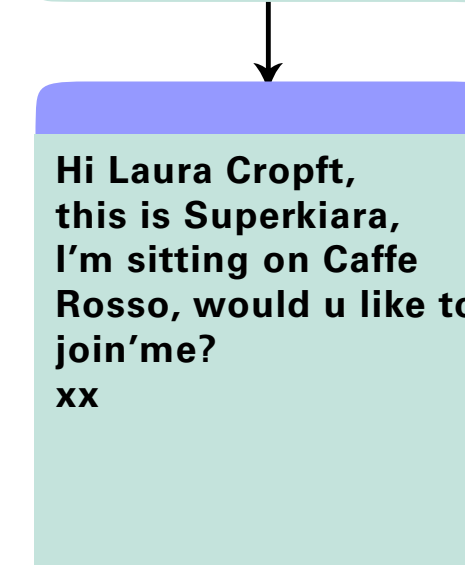 Hi Laura Cropft,
this is Superkiara,
I'm sitting on Caffe
Rosso, would u like to
join'me?
xx